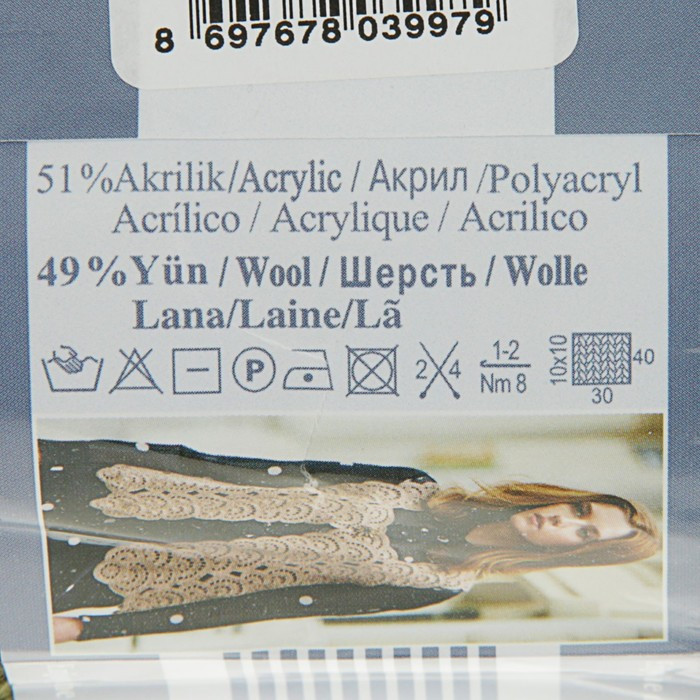 8 697678 039979
51%Akrilik/Acrylic / Акрил /Polyacryl
Acrílico / Acrylique / Acrilico
49%Yün / Wool / Шерсть / Wolle
Lana/Laine/Lã
P
2 4
1-2
Nm 8
10x10
40
30